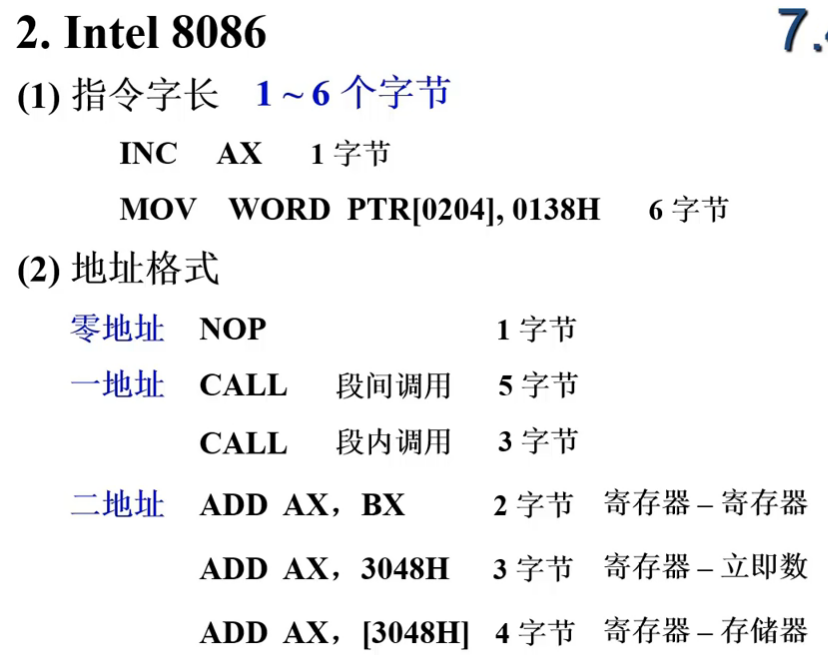 2. Intel 8086
7.
(1) 指令字长 1 ~ 6 个字节
INC AX 1 字节
MOV WORD PTR[0204], 0138H 6 字节
(2) 地址格式
零地址 NOP 1 字节
一地址 CALL 段间调用 5 字节
CALL 段内调用 3 字节
二地址 ADD AX，BX 2 字节 寄存器 – 寄存器
ADD AX，3048H 3 字节 寄存器 – 立即数
ADD AX，[3048H] 4 字节 寄存器 – 存储器